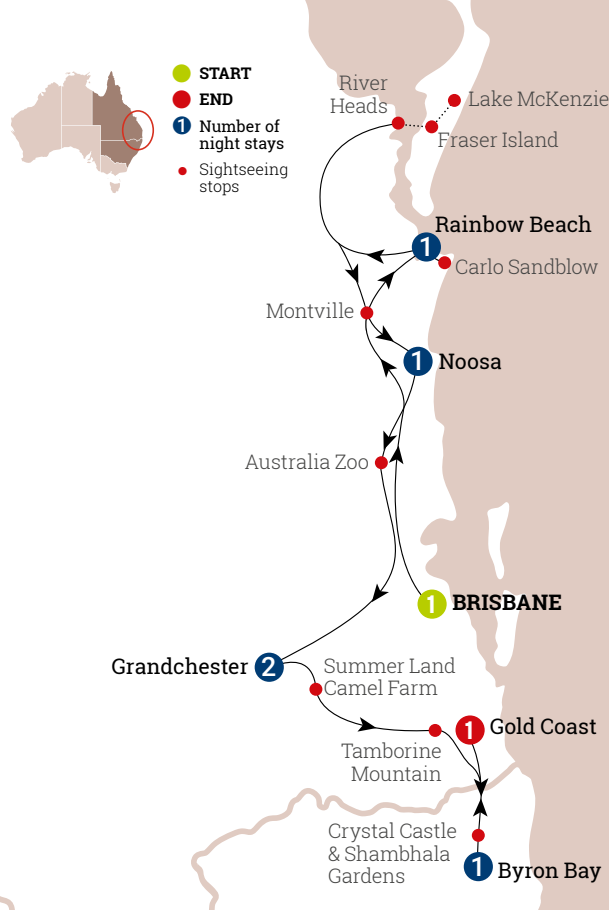 START
END
1 Number of
night stays
Sightseeing
stops
River
Heads
Lake McKenzie
Fraser Island
Rainbow Beach
1
Carlo Sandblow
Montville
1 Noosa
Australia Zoo
1 BRISBANE
Grandchester 2
Summer Land
Camel Farm
1 Gold Coast
Tamborine
Mountain
Crystal Castle
& Shambhala
Gardens
1 Byron Bay